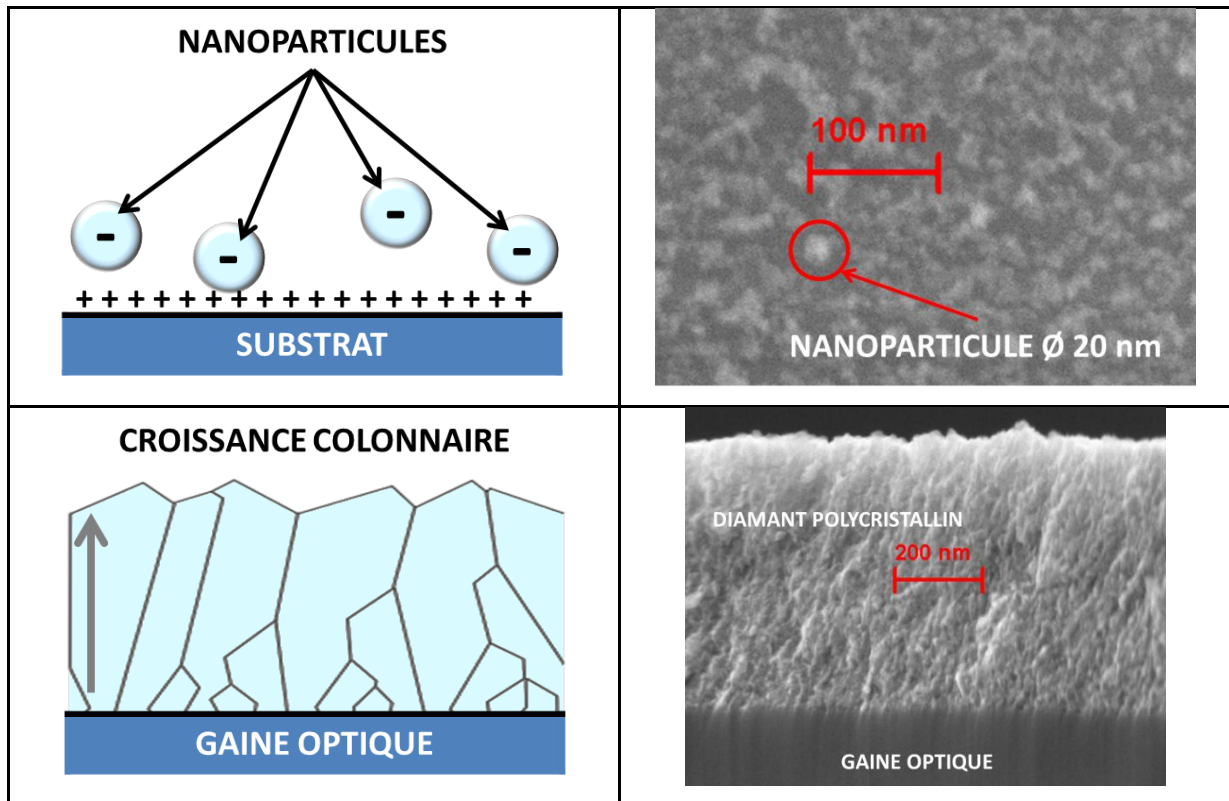 NANOPARTICULES
- - - -
+ + + + + + + + + + + + + + + + + +
SUBSTRAT
100 nm
NANOPARTICULE Ø 20 nm
CROISSANCE COLONNAIRE
GAINE OPTIQUE
DIAMANT POLYCRISTALLIN
200 nm
GAINE OPTIQUE